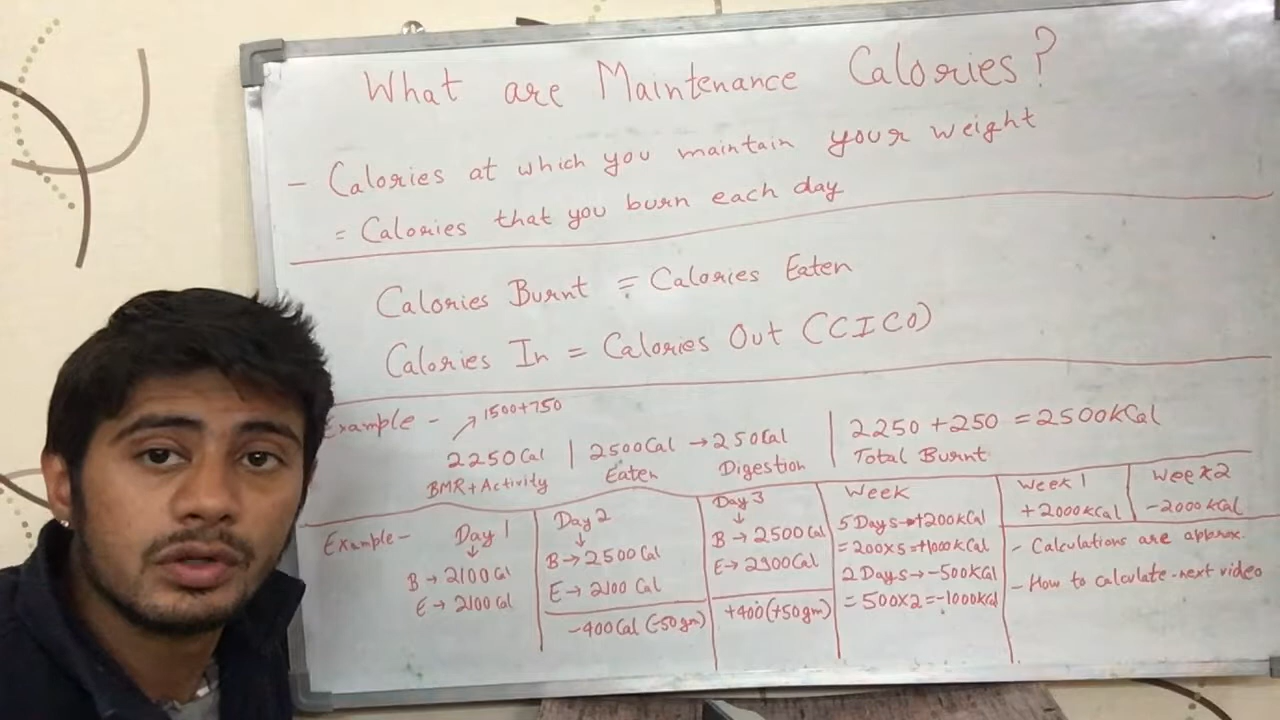 What are Maintenance Calories?
- Calories at which you maintain your weight
= Calories that you burn each day
Calories Burnt = Calories Eaten
Calories In = Calories Out (CICO)
Example - ↗ 1500+750
2250Cal | 2500Cal → 250Cal | 2250 + 250 = 2500kCal
BMR + Activity Eaten Digestion Total Burnt
Example - Day 1
↓
B → 2100Cal
E → 2100Cal
Day 2
↓
B → 2500Cal
E → 2100 Cal
-400Cal (-50gm)
Day 3
↓
B → 2500Cal
E → 2900Cal
+400 (+50gm)
Week
5 Days → +200kCal
= 200x5 = +1000kCal
2 Days → -500kCal
= 500x2 = -1000kCal
Week 1
+2000kCal
Week 2
-2000kCal
- Calculations are approx.
- How to calculate - next video